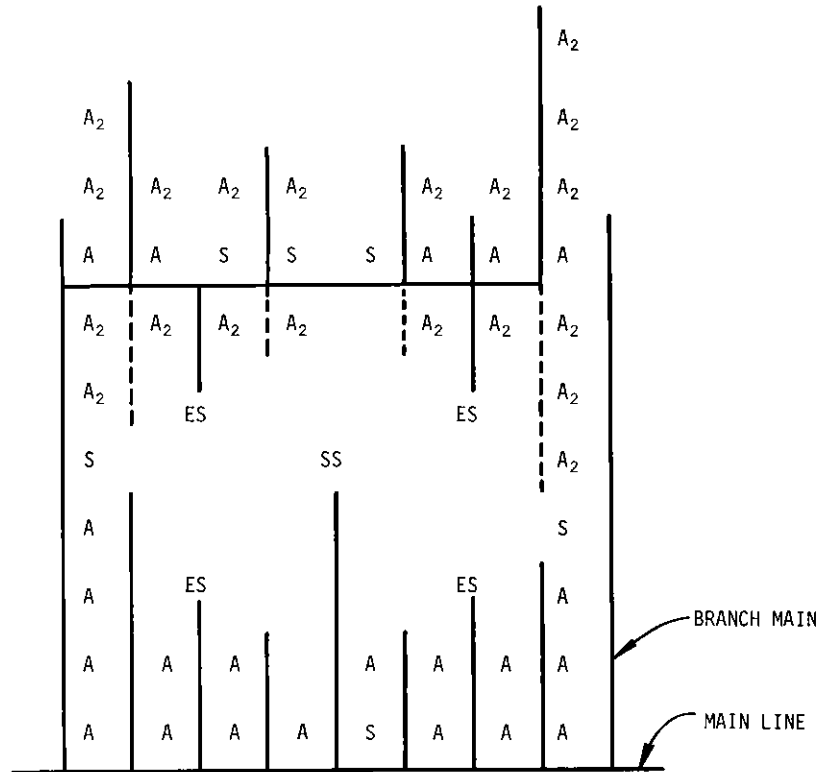 A₂
A₂ A₂
A₂ A₂ A₂ A₂ A₂ A₂ A₂
A A S S S A A A
A₂ A₂ A₂ A₂ A₂ A₂ A₂
A₂ ES ES A₂
S SS A₂
A S
A ES ES A
A A A A A A A
BRANCH MAIN
A A A A S A A A
MAIN LINE